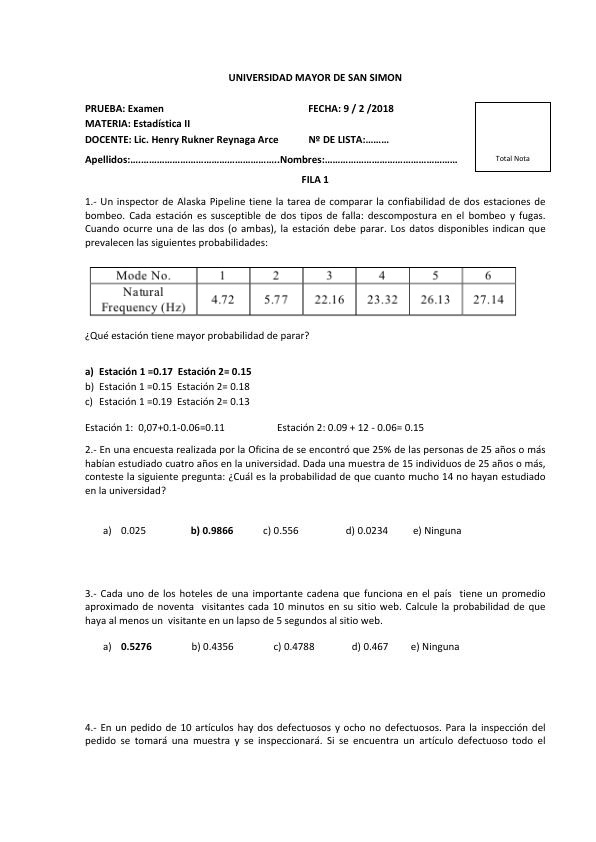 UNIVERSIDAD MAYOR DE SAN SIMON
PRUEBA: Examen FECHA: 9 / 2 /2018
MATERIA: Estadística II
DOCENTE: Lic. Henry Rukner Reynaga Arce Nº DE LISTA:………
Apellidos:……………………………………………..Nombres:…………………………………………
Total Nota
FILA 1
1.- Un inspector de Alaska Pipeline tiene la tarea de comparar la confiabilidad de dos estaciones de
bombeo. Cada estación es susceptible de dos tipos de falla: descompostura en el bombeo y fugas.
Cuando ocurre una de las dos (o ambas), la estación debe parar. Los datos disponibles indican que
prevalecen las siguientes probabilidades:
Mode No. 1 2 3 4 5 6
Natural
Frequency (Hz) 4.72 5.77 22.16 23.32 26.13 27.14
¿Qué estación tiene mayor probabilidad de parar?
a) Estación 1 =0.17 Estación 2= 0.15
b) Estación 1 =0.15 Estación 2= 0.18
c) Estación 1 =0.19 Estación 2= 0.13
Estación 1: 0,07+0.1-0.06=0.11 Estación 2: 0.09 + 12 - 0.06= 0.15
2.- En una encuesta realizada por la Oficina de se encontró que 25% de las personas de 25 años o más
habían estudiado cuatro años en la universidad. Dada una muestra de 15 individuos de 25 años o más,
conteste la siguiente pregunta: ¿Cuál es la probabilidad de que cuanto mucho 14 no hayan estudiado
en la universidad?
a) 0.025 b) 0.9866 c) 0.556 d) 0.0234 e) Ninguna
3.- Cada uno de los hoteles de una importante cadena que funciona en el país tiene un promedio
aproximado de noventa visitantes cada 10 minutos en su sitio web. Calcule la probabilidad de que
haya al menos un visitante en un lapso de 5 segundos al sitio web.
a) 0.5276 b) 0.4356 c) 0.4788 d) 0.467 e) Ninguna
4.- En un pedido de 10 artículos hay dos defectuosos y ocho no defectuosos. Para la inspección del
pedido se tomará una muestra y se inspeccionará. Si se encuentra un artículo defectuoso todo el